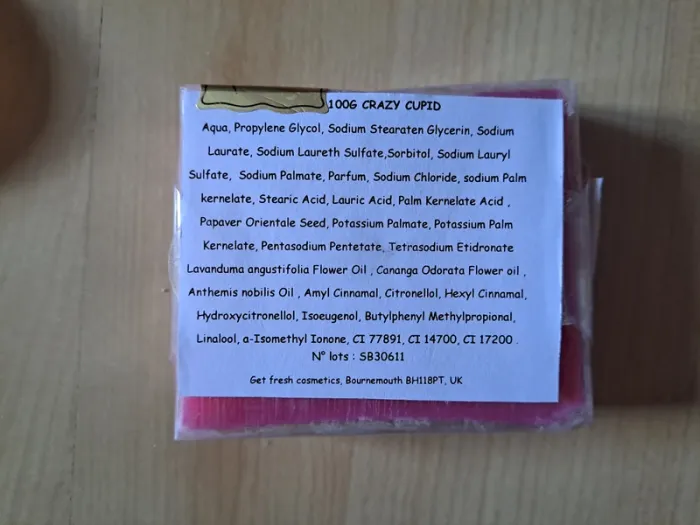 100G CRAZY CUPID
Aqua, Propylene Glycol, Sodium Stearaten Glycerin, Sodium
Laurate, Sodium Laureth Sulfate,Sorbitol, Sodium Lauryl
Sulfate, Sodium Palmate, Parfum, Sodium Chloride, sodium Palm
kernelate, Stearic Acid, Lauric Acid, Palm Kernelate Acid ,
Papaver Orientale Seed, Potassium Palmate, Potassium Palm
Kernelate, Pentasodium Pentetate, Tetrasodium Etidronate
Lavanduma angustifolia Flower Oil , Cananga Odorata Flower oil ,
Anthemis nobilis Oil , Amyl Cinnamal, Citronellol, Hexyl Cinnamal,
Hydroxycitronellol, Isoeugenol, Butylphenyl Methylpropional,
Linalool, a-Isomethyl Ionone, CI 77891, CI 14700, CI 17200 .
N° lots : SB30611
Get fresh cosmetics, Bournemouth BH118PT, UK